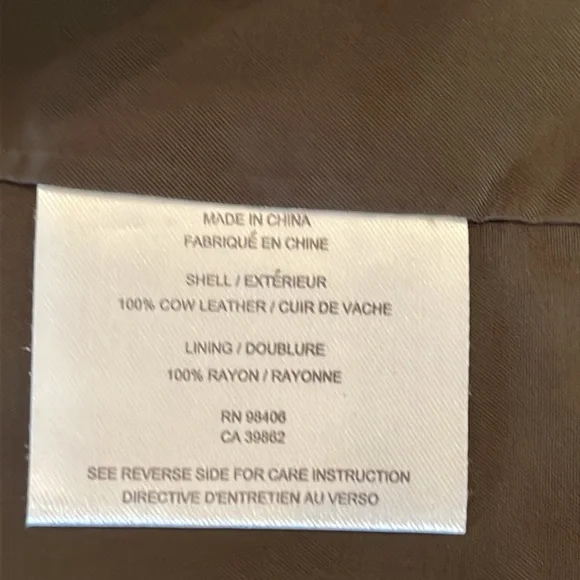 MADE IN CHINA
FABRIQUÉ EN CHINE
SHELL / EXTÉRIEUR
100% COW LEATHER / CUIR DE VACHE
LINING / DOUBLURE
100% RAYON / RAYONNE
RN 98406
CA 39862
SEE REVERSE SIDE FOR CARE INSTRUCTION
DIRECTIVE D'ENTRETIEN AU VERSO